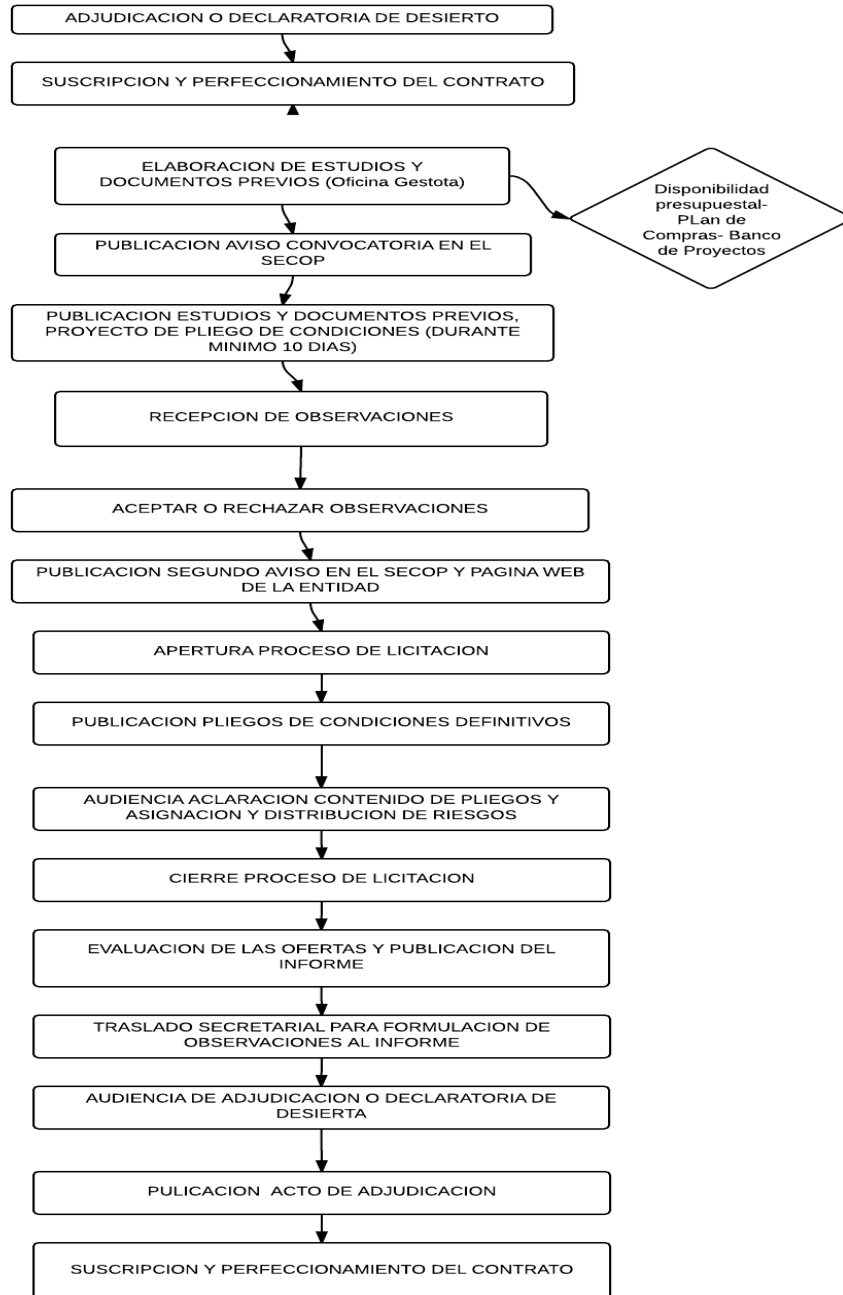 ADJUDICACION O DECLARATORIA DE DESIERTO
SUSCRIPCION Y PERFECCIONAMIENTO DEL CONTRATO
ELABORACION DE ESTUDIOS Y
DOCUMENTOS PREVIOS (Oficina Gestota)
Disponibilidad
presupuestal-
PLan de
Compras- Banco
de Proyectos
PUBLICACION AVISO CONVOCATORIA EN EL
SECOP
PUBLICACION ESTUDIOS Y DOCUMENTOS PREVIOS,
PROYECTO DE PLIEGO DE CONDICIONES (DURANTE
MINIMO 10 DIAS)
RECEPCION DE OBSERVACIONES
ACEPTAR O RECHAZAR OBSERVACIONES
PUBLICACION SEGUNDO AVISO EN EL SECOP Y PAGINA WEB
DE LA ENTIDAD
APERTURA PROCESO DE LICITACION
PUBLICACION PLIEGOS DE CONDICIONES DEFINITIVOS
AUDIENCIA ACLARACION CONTENIDO DE PLIEGOS Y
ASIGNACION Y DISTRIBUCION DE RIESGOS
CIERRE PROCESO DE LICITACION
EVALUACION DE LAS OFERTAS Y PUBLICACION DEL
INFORME
TRASLADO SECRETARIAL PARA FORMULACION DE
OBSERVACIONES AL INFORME
AUDIENCIA DE ADJUDICACION O DECLARATORIA DE
DESIERTA
PULICACION  ACTO DE ADJUDICACION
SUSCRIPCION Y PERFECCIONAMIENTO DEL CONTRATO